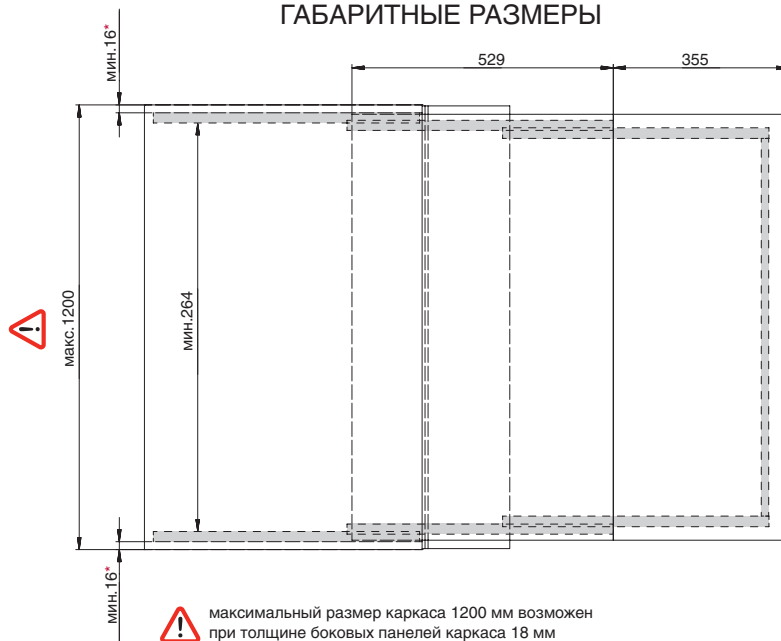 ГАБАРИТНЫЕ РАЗМЕРЫ
мин.16*
529
355
макс.1200
мин.264
мин.16*
максимальный размер каркаса 1200 мм возможен
при толщине боковых панелей каркаса 18 мм